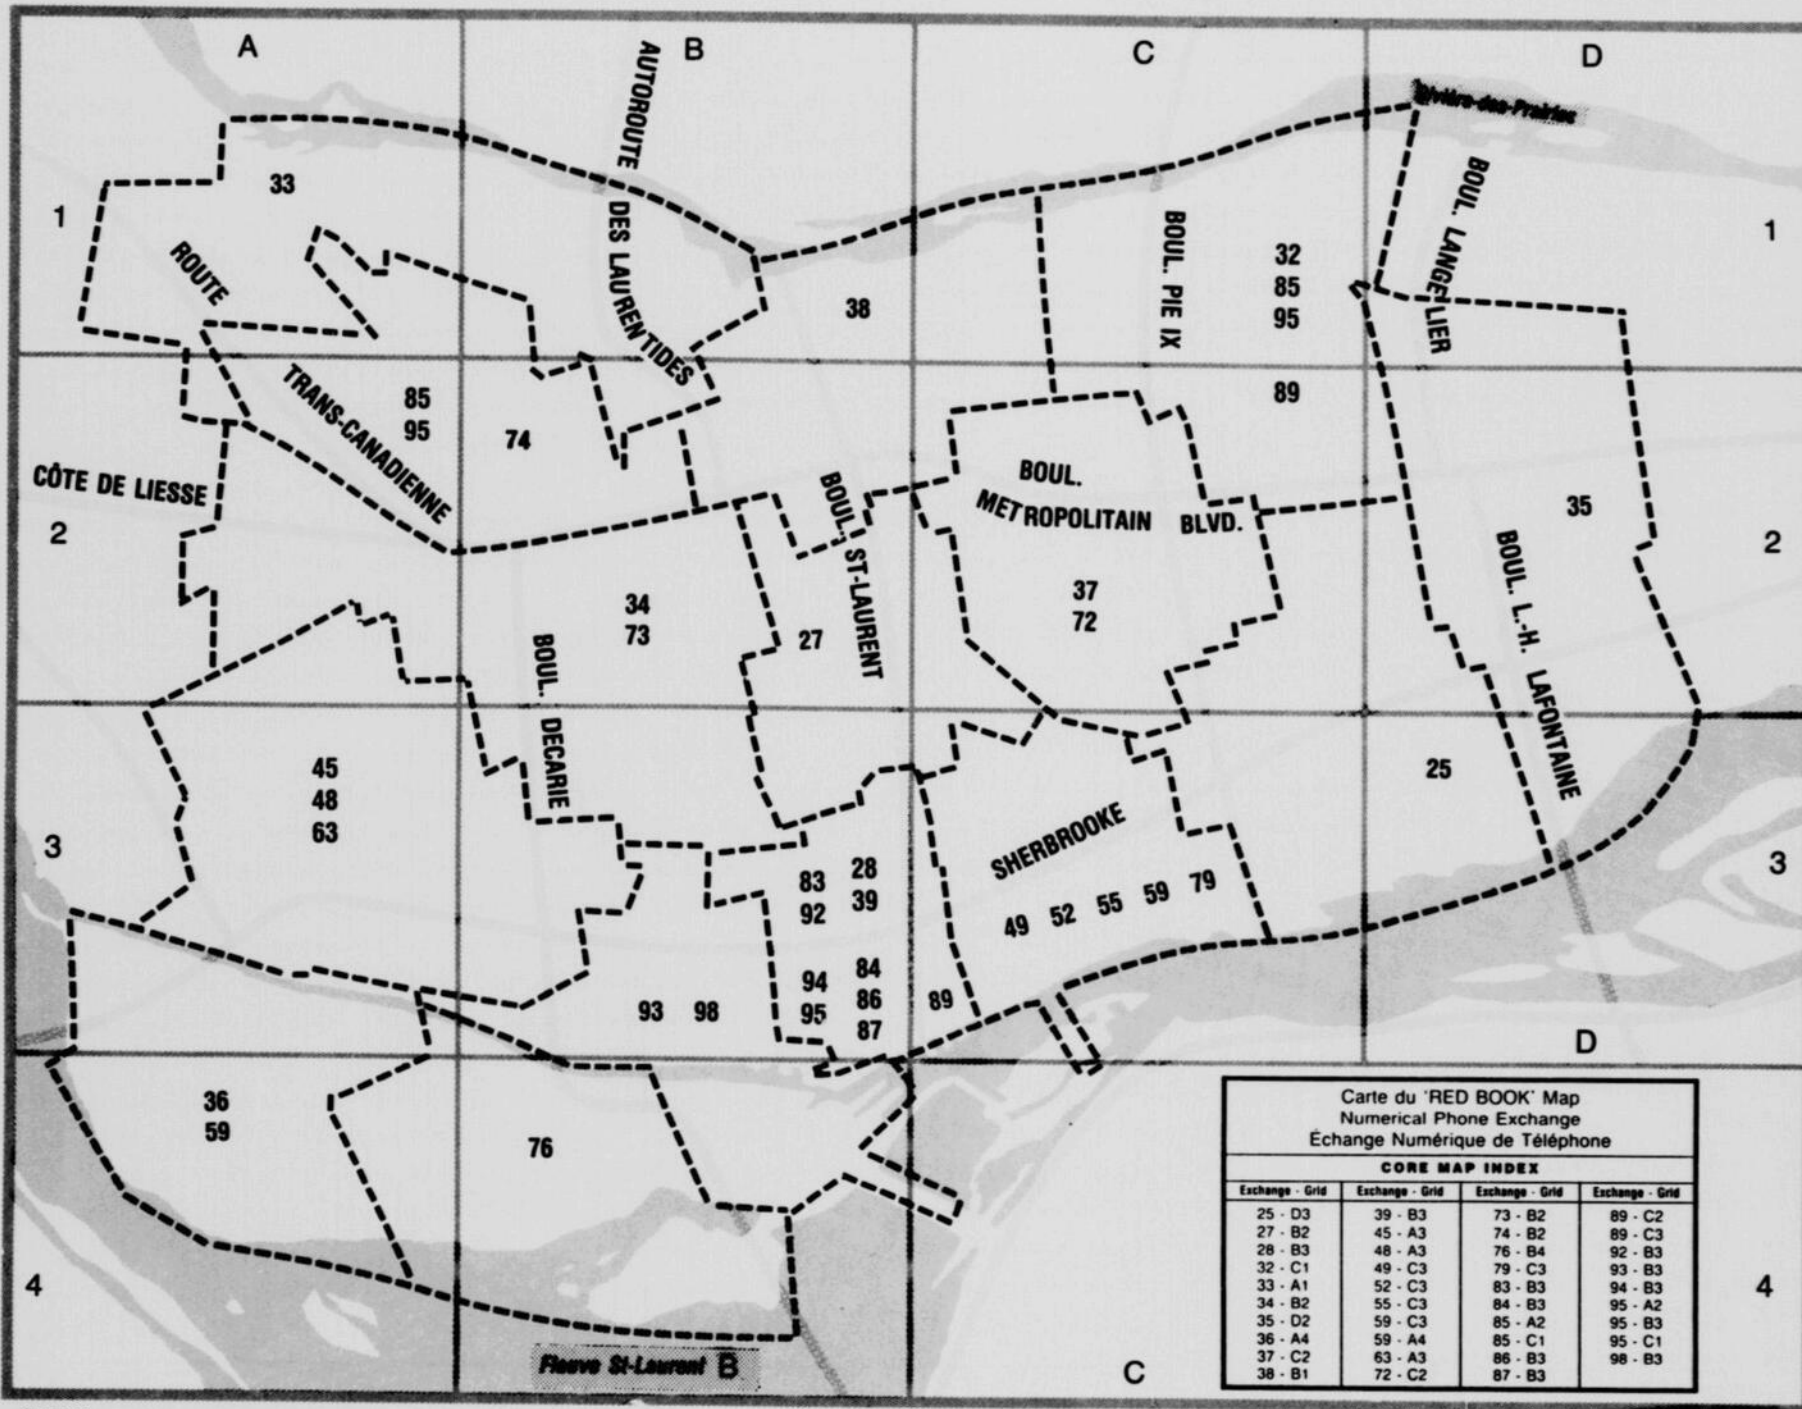 A
B
C
D
Rivière-des-Prairies
AUTOROUTE DES LAURENTIDES
BOUL. LANGELIER
1
33
ROUTE TRANS-CANADIENNE
38
BOUL. PIE IX
32
85
95
1
85
95
74
89
CÔTE DE LIESSE
2
BOUL. ST-LAURENT
BOUL.
METROPOLITAIN BLVD.
35
2
34
73
27
37
72
BOUL. DECARIE
BOUL. L.-H. LAFONTAINE
45
48
63
25
3
SHERBROOKE
83 28
92 39
49 52 55 59 79
3
94 84
95 86
87
89
93 98
D
36
59
76
4
4
Fleuve St-Laurent B
C
Carte du 'RED BOOK' Map
Numerical Phone Exchange
Échange Numérique de Téléphone
CORE MAP INDEX
Exchange - Grid Exchange - Grid Exchange - Grid Exchange - Grid
25 - D3 39 - B3 73 - B2 89 - C2
27 - B2 45 - A3 74 - B2 89 - C3
28 - B3 48 - A3 76 - B4 92 - B3
32 - C1 49 - C3 79 - C3 93 - B3
33 - A1 52 - C3 83 - B3 94 - B3
34 - B2 55 - C3 84 - B3 95 - A2
35 - D2 59 - C3 85 - A2 95 - B3
36 - A4 59 - A4 85 - C1 95 - C1
37 - C2 63 - A3 86 - B3 98 - B3
38 - B1 72 - C2 87 - B3